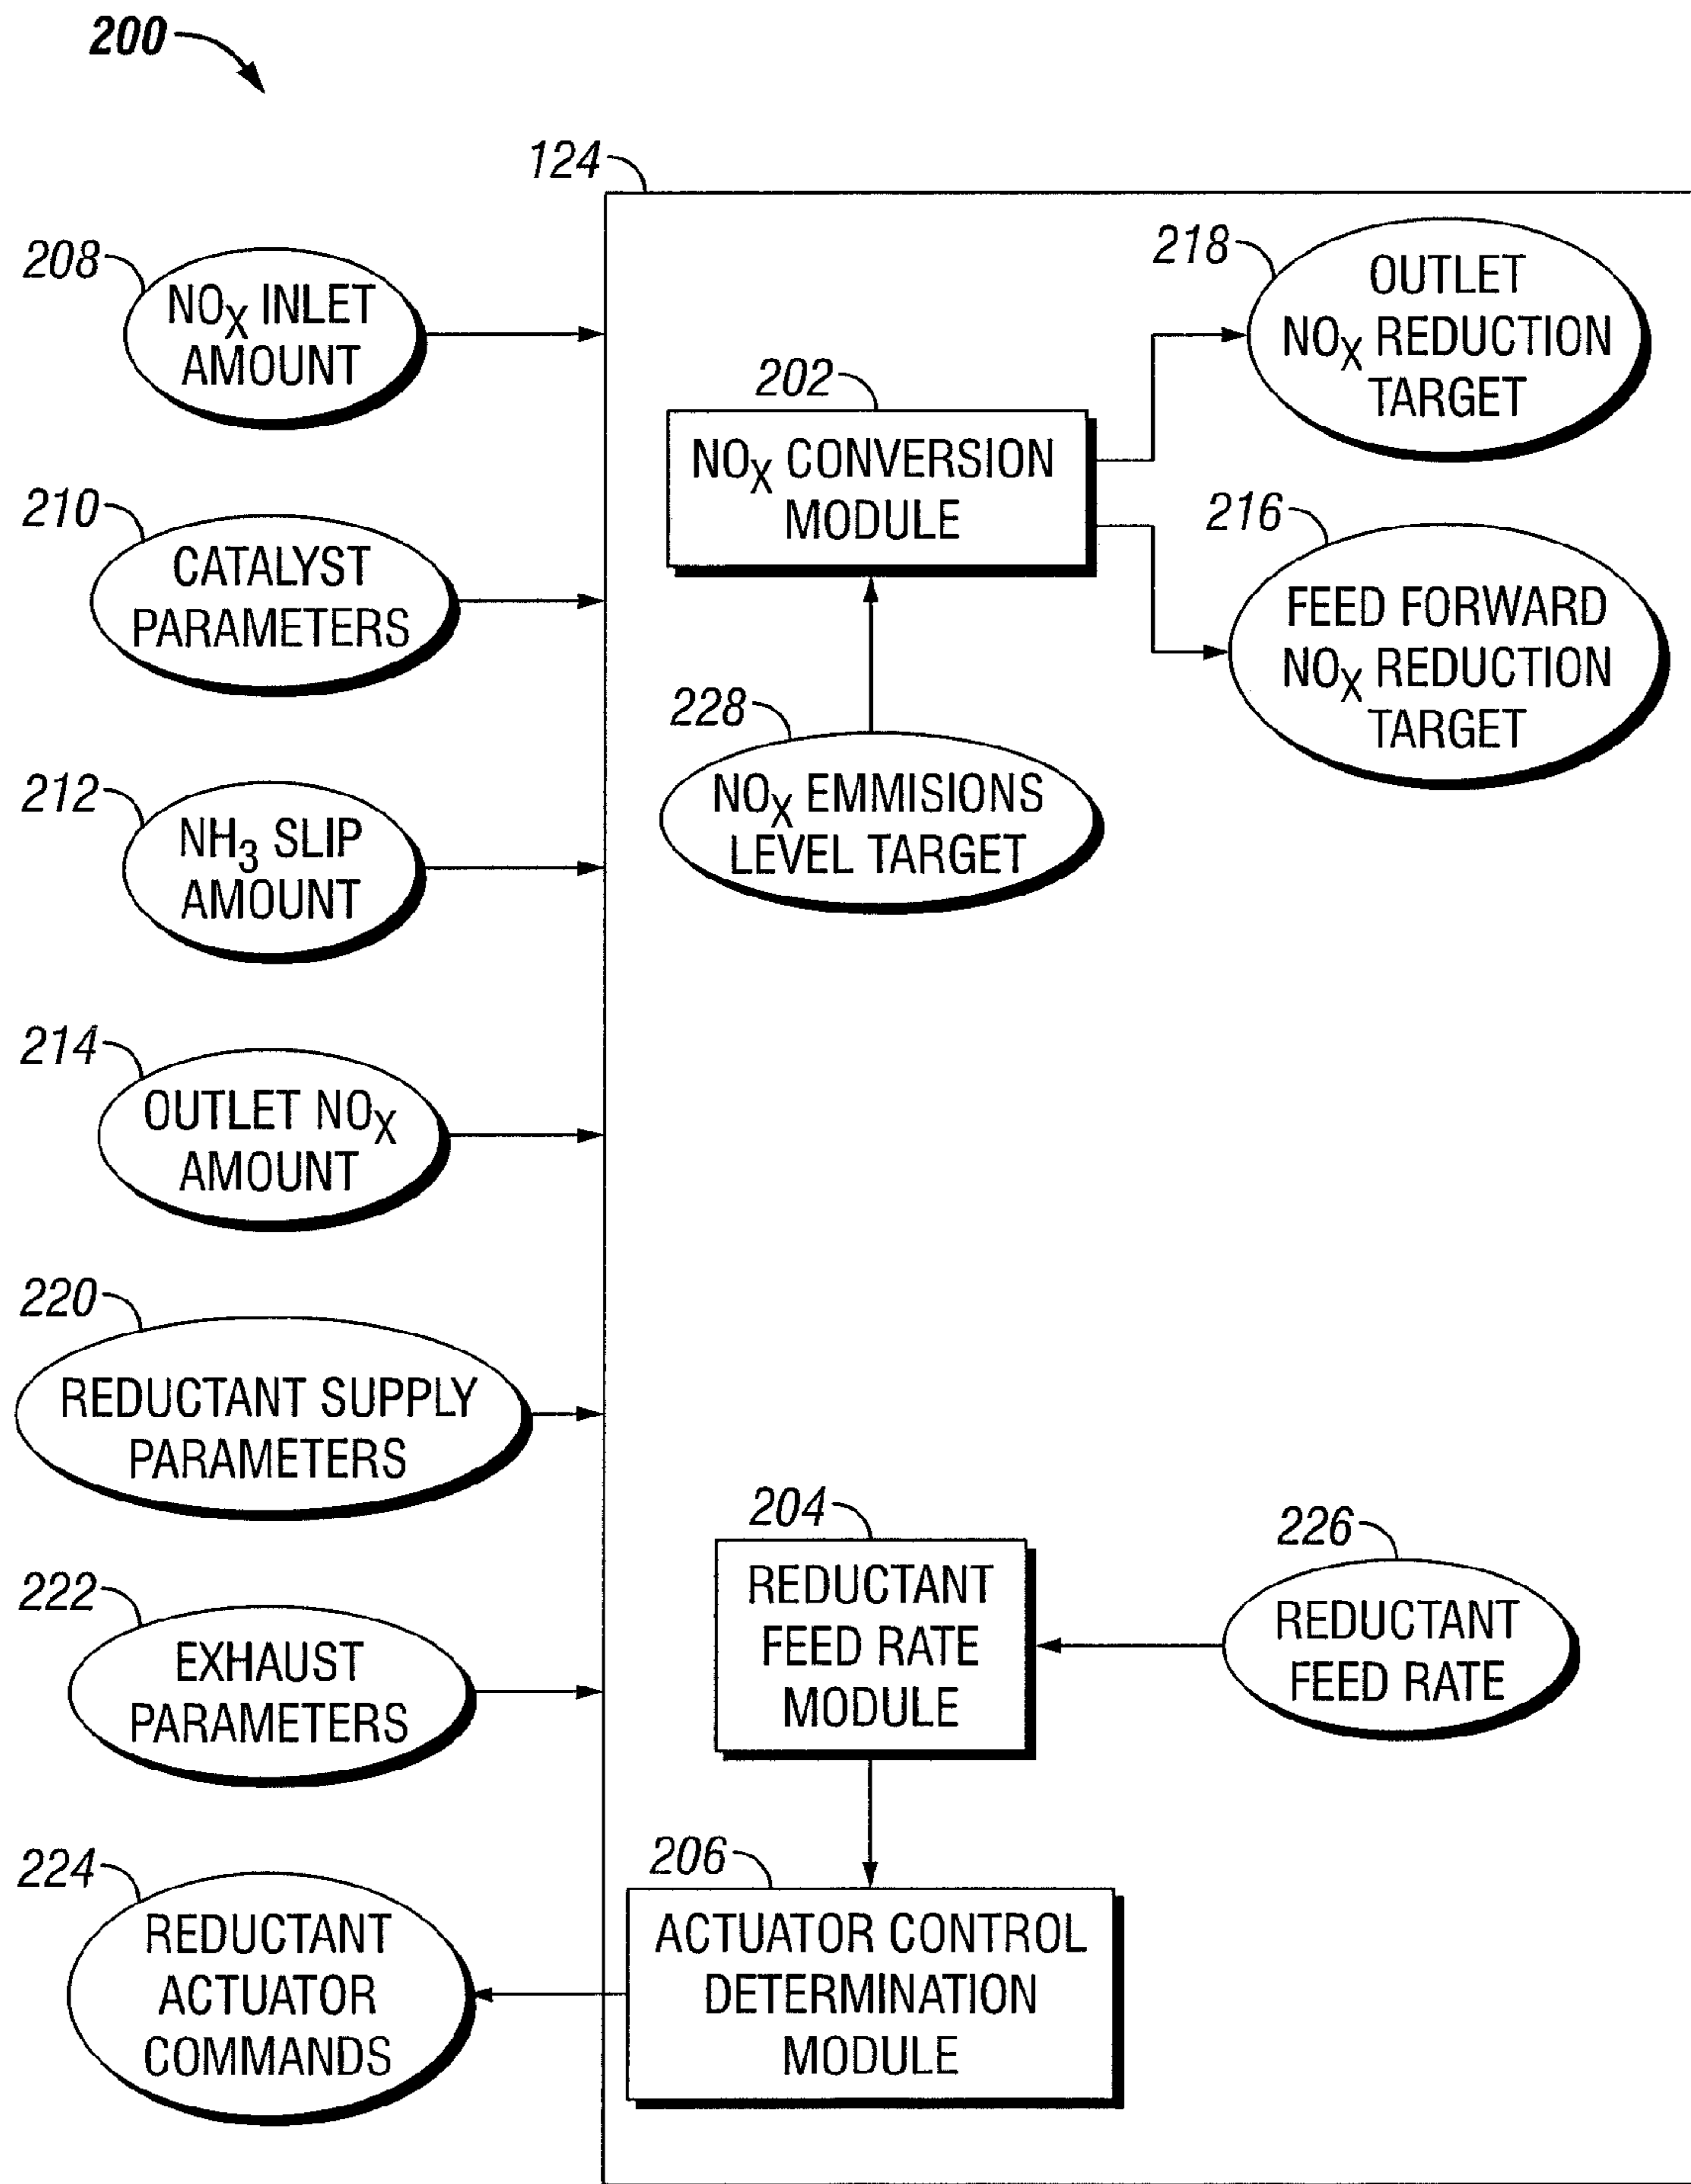 200
124
208
NOX INLET
AMOUNT
210
CATALYST
PARAMETERS
212
NH3 SLIP
AMOUNT
214
OUTLET NOX
AMOUNT
220
REDUCTANT SUPPLY
PARAMETERS
222
EXHAUST
PARAMETERS
224
REDUCTANT
ACTUATOR
COMMANDS
202
NOX CONVERSION
MODULE
228
NOX EMMISIONS
LEVEL TARGET
218
OUTLET
NOX REDUCTION
TARGET
216
FEED FORWARD
NOX REDUCTION
TARGET
204
REDUCTANT
FEED RATE
MODULE
226
REDUCTANT
FEED RATE
206
ACTUATOR CONTROL
DETERMINATION
MODULE